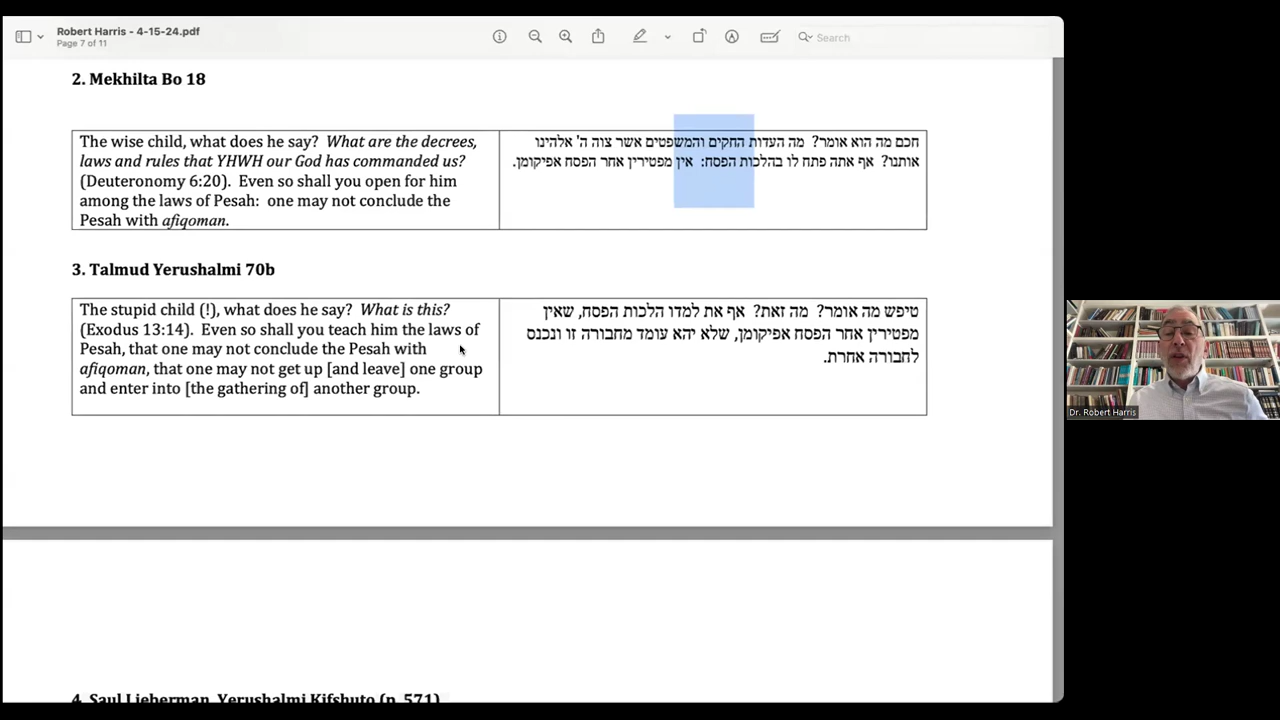 Robert Harris - 4-15-24.pdf
Page 7 of 11
Search
2. Mekhilta Bo 18
The wise child, what does he say? What are the decrees,
laws and rules that YHWH our God has commanded us?
(Deuteronomy 6:20). Even so shall you open for him
among the laws of Pesah: one may not conclude the
Pesah with afiqoman.
חכם מה הוא אומר? מה העדות החקים והמשפטים אשר צוה ה' אלהינו
אותנו? אף אתה פתח לו בהלכות הפסח: אין מפטירין אחר הפסח אפיקומן.
3. Talmud Yerushalmi 70b
The stupid child (!), what does he say? What is this?
(Exodus 13:14). Even so shall you teach him the laws of
Pesah, that one may not conclude the Pesah with
afiqoman, that one may not get up [and leave] one group
and enter into [the gathering of] another group.
טיפש מה אומר? מה זאת? אף את למדו הלכות הפסח, שאין
מפטירין אחר הפסח אפיקומן, שלא יהא עומד מחבורה זו ונכנס
לחבורה אחרת.
4. Saul Lieberman, Yerushalmi Kifshuto (p. 571)
Dr. Robert Harris